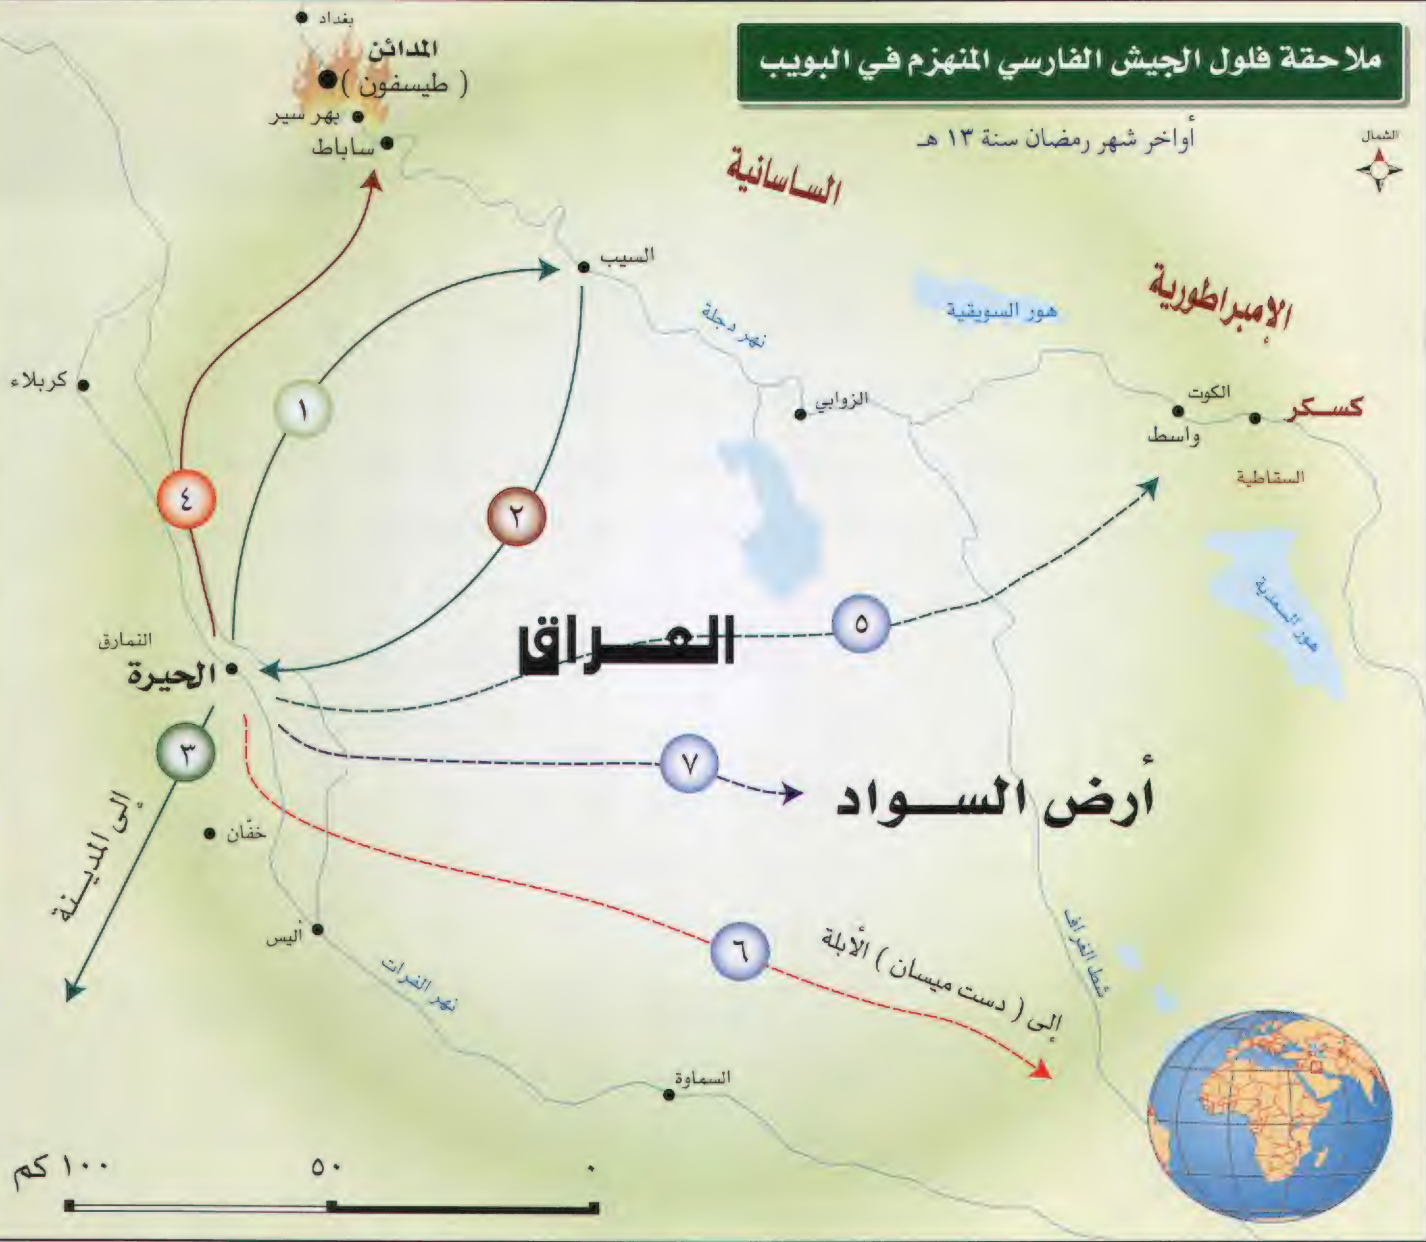 ملاحقة فلول الجيش الفارسي المنهزم في البويب
أواخر شهر رمضان سنة ١٣ هـ
الشمال
بغداد
المدائن
( طيسفون )
بهر سير
ساباط
الساسانية
الإمبراطورية
السيب
نهر دجلة
هور السويقية
كربلاء
الزوابي
الكوت
واسط
كسكر
السقاطية
هور السعدية
١
٢
٤
٥
العراق
النمارق
الحيرة
٣
إلى المدينة
٧
أرض السواد
خفّان
أليس
نهر الفرات
٦
إلى ( دست ميسان ) الأبلة
شط الغراف
السماوة
١٠٠ كم
٥٠
٠